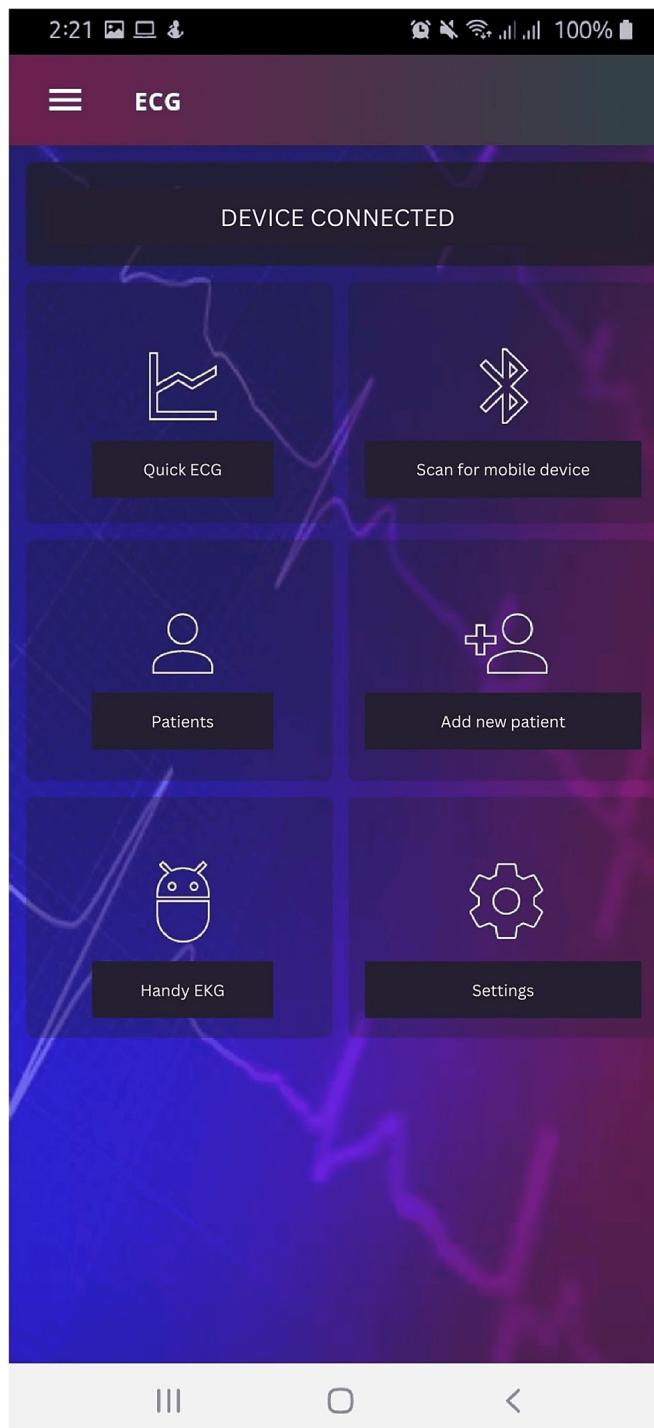 2:21 100%
ECG
DEVICE CONNECTED
Quick ECG Scan for mobile device
Patients Add new patient
Handy EKG Settings